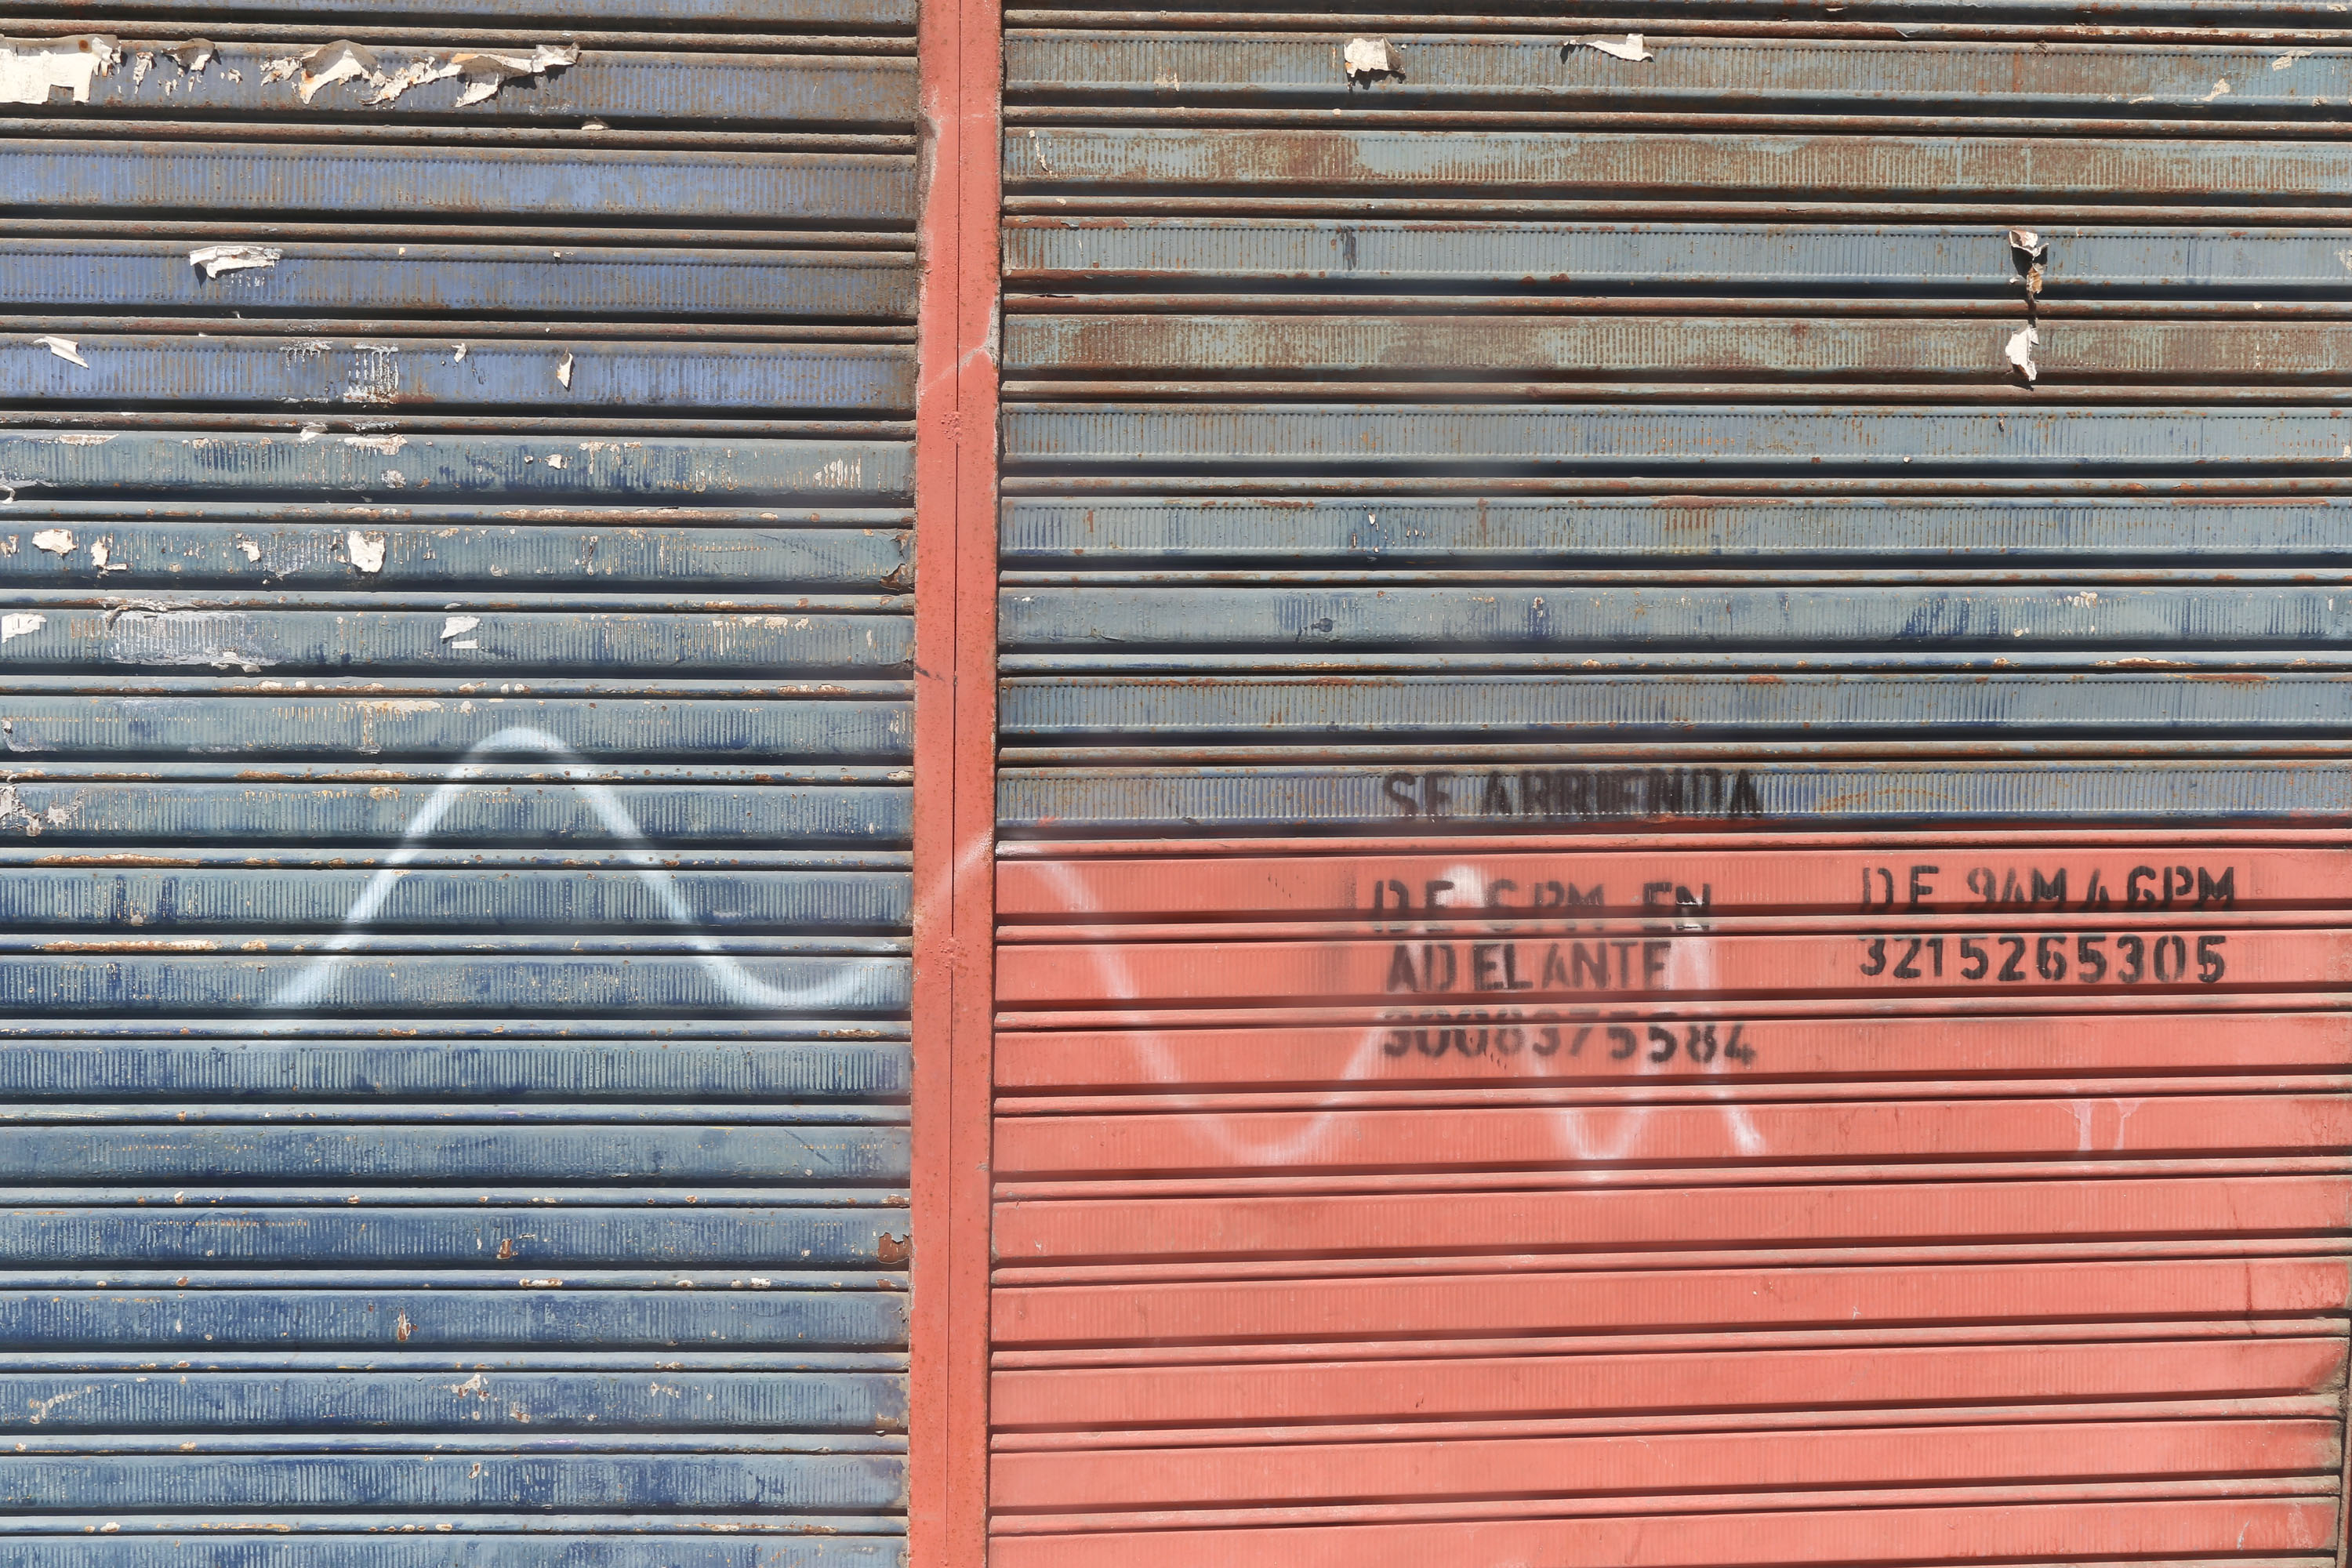 SE ARRIENDA
DE 6PM EN
ADELANTE
3008375584
DE 9AM A 6PM
3215265305